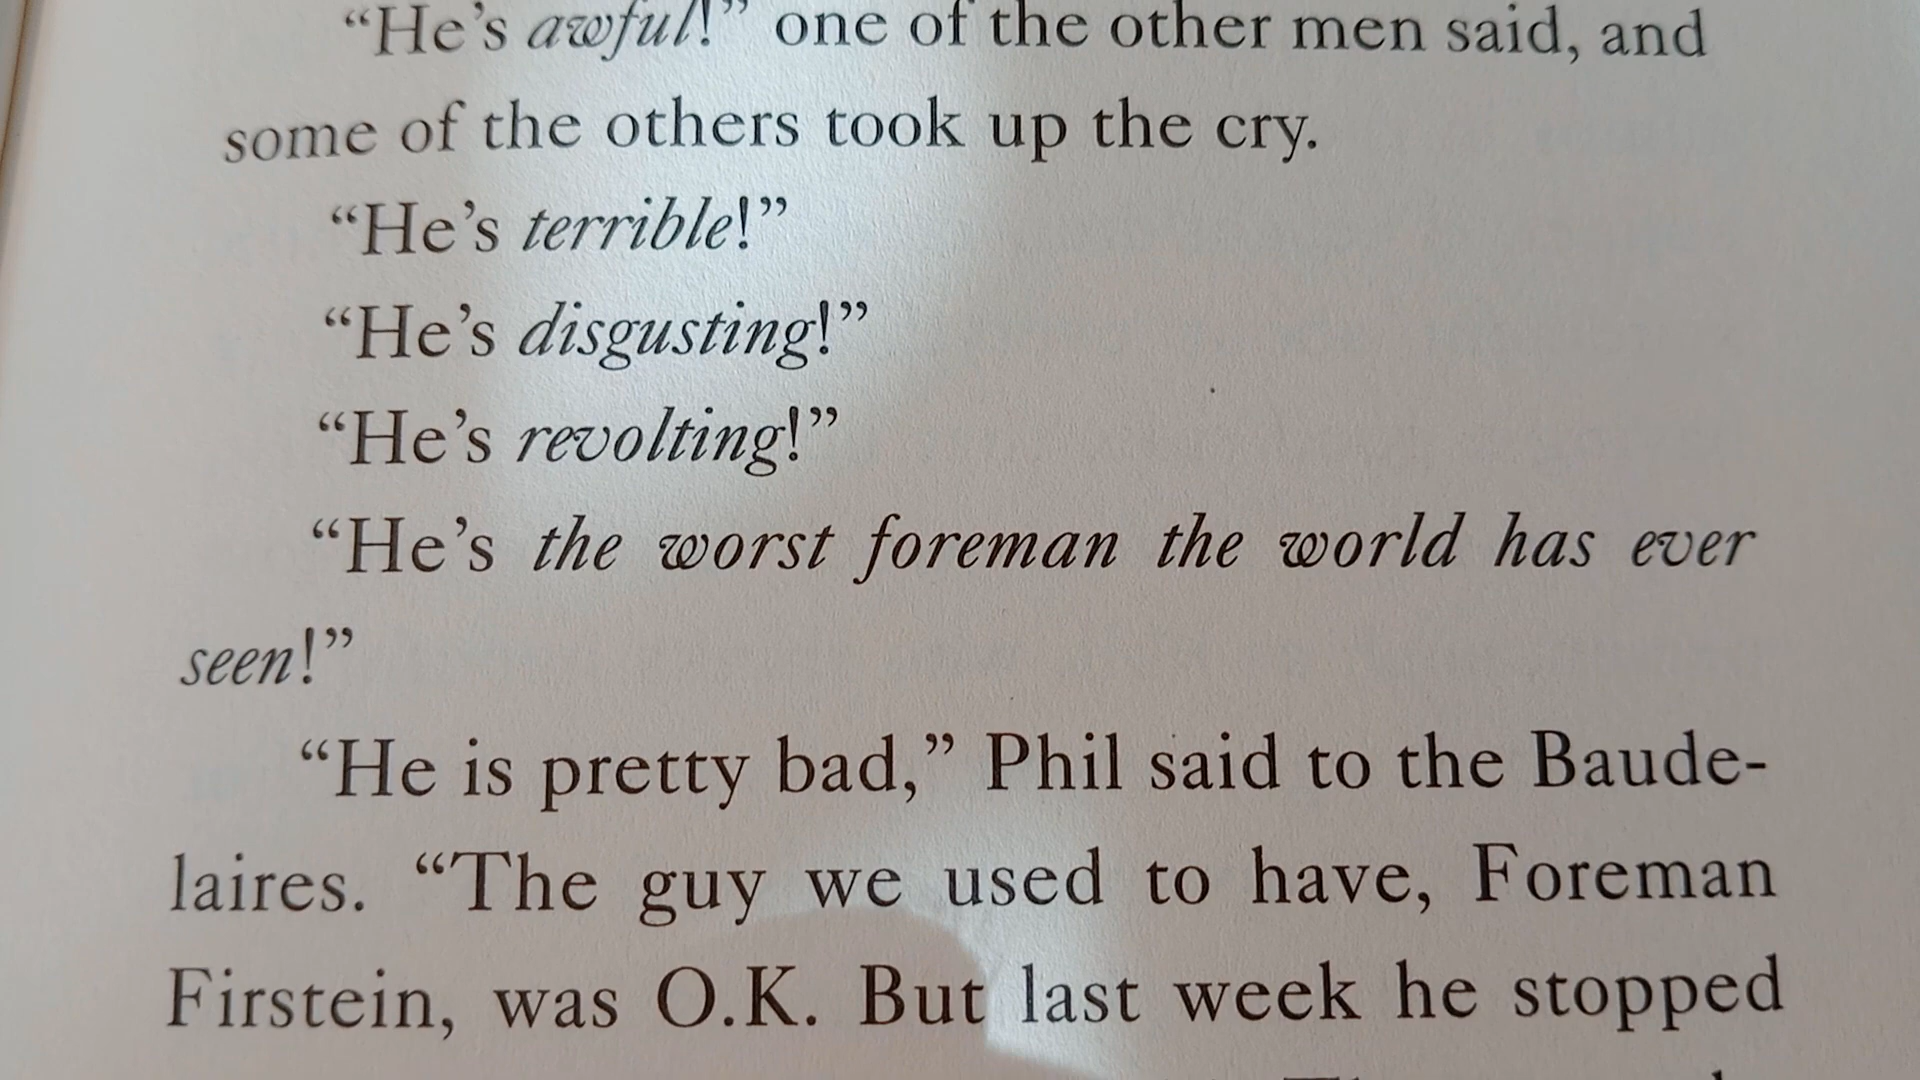 “He’s awful!” one of the other men said, and
some of the others took up the cry.
“He’s terrible!”
“He’s disgusting!”
“He’s revolting!”
“He’s the worst foreman the world has ever
seen!”
“He is pretty bad,” Phil said to the Baude-
laires. “The guy we used to have, Foreman
Firstein, was O.K. But last week he stopped